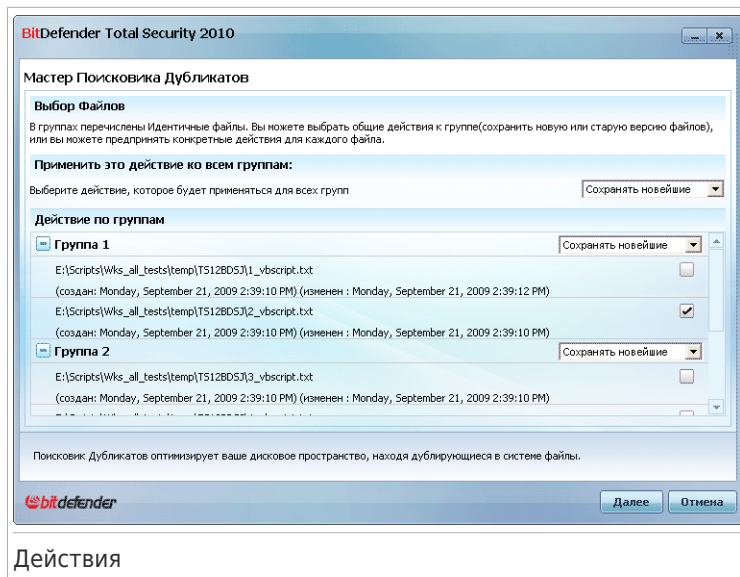 BitDefender Total Security 2010
Мастер Поисковика Дубликатов
Выбор Файлов
В группах перечислены Идентичные файлы. Вы можете выбрать общие действия к группе(сохранить новую или старую версию файлов),
или вы можете предпринять конкретные действия для каждого файла.
Применить это действие ко всем группам:
Выберите действие, которое будет применяться для всех групп
Сохранять новейшие
Действие по группам
Группа 1
Сохранять новейшие
E:\Scripts\Wks_all_tests\temp\TS12BDSJ\1_vbscript.txt
(создан: Monday, September 21, 2009 2:39:10 PM) (изменен : Monday, September 21, 2009 2:39:12 PM)
E:\Scripts\Wks_all_tests\temp\TS12BDSJ\2_vbscript.txt
(создан: Monday, September 21, 2009 2:39:10 PM) (изменен : Monday, September 21, 2009 2:39:10 PM)
Группа 2
Сохранять новейшие
E:\Scripts\Wks_all_tests\temp\TS12BDSJ\3_vbscript.txt
(создан: Monday, September 21, 2009 2:39:10 PM) (изменен : Monday, September 21, 2009 2:39:10 PM)
Поисковик Дубликатов оптимизирует ваше дисковое пространство, находя дублирующиеся в системе файлы.
bitdefender
Далее
Отмена
Действия